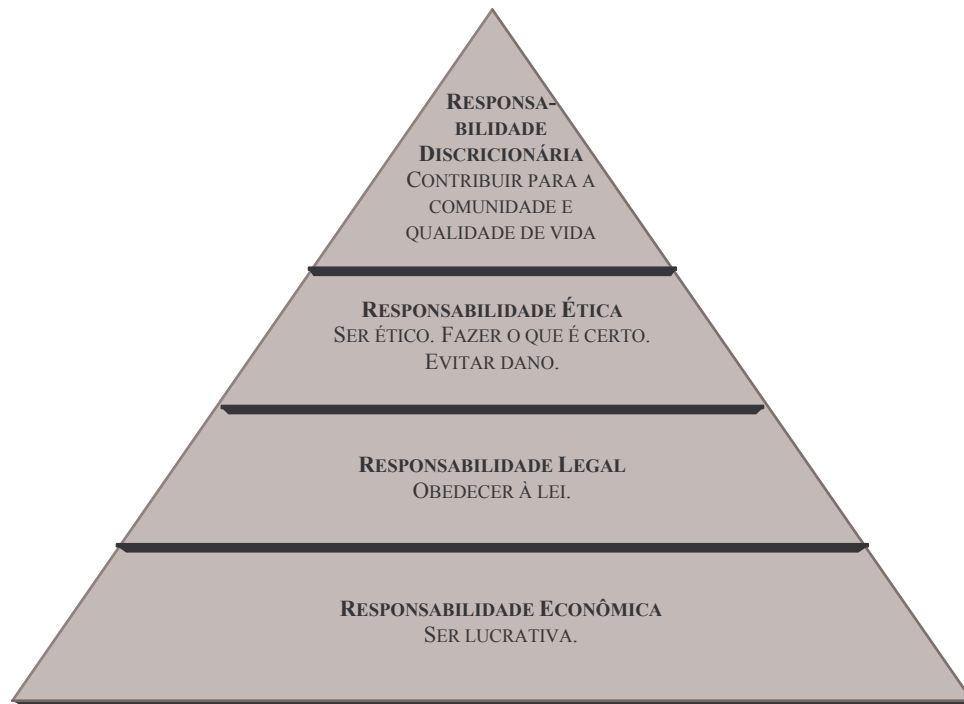 RESPONSA-
BILIDADE
DISCRICIONÁRIA
CONTRIBUIR PARA A
COMUNIDADE E
QUALIDADE DE VIDA
RESPONSABILIDADE ÉTICA
SER ÉTICO. FAZER O QUE É CERTO.
EVITAR DANO.
RESPONSABILIDADE LEGAL
OBEDECER À LEI.
RESPONSABILIDADE ECONÔMICA
SER LUCRATIVA.